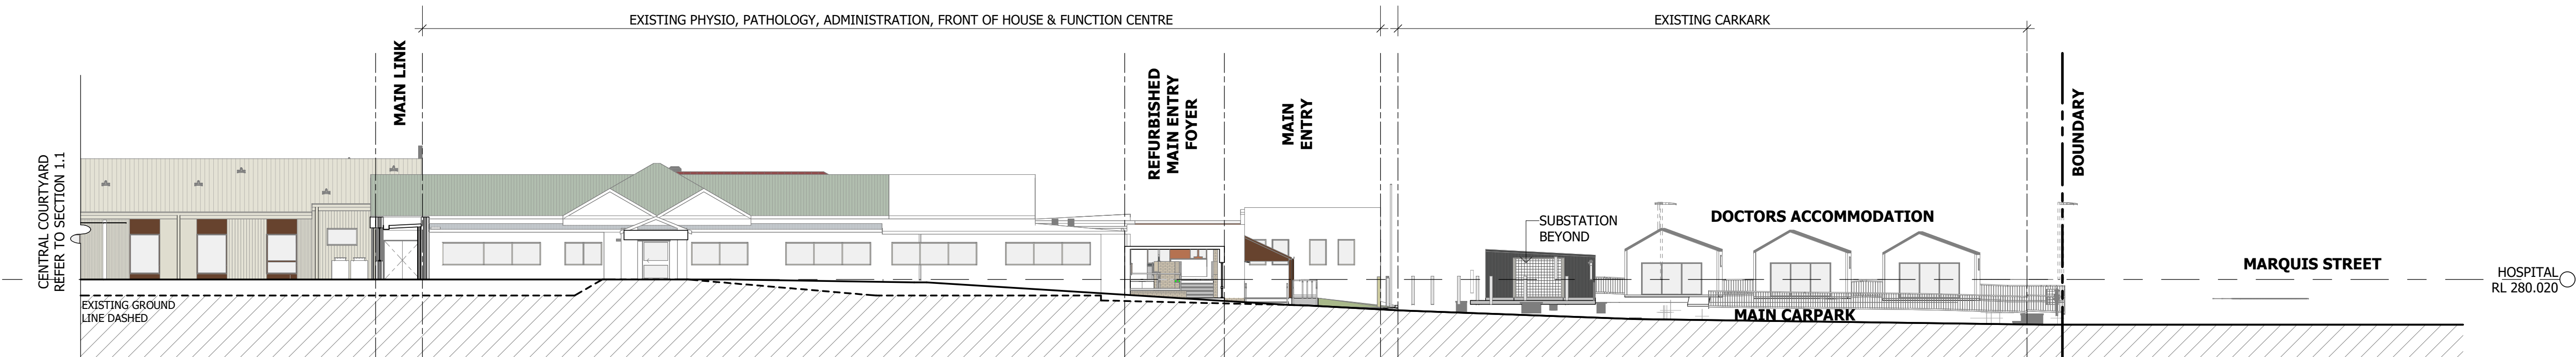 EXISTING PHYSIO, PATHOLOGY, ADMINISTRATION, FRONT OF HOUSE & FUNCTION CENTRE
EXISTING CARKARK
MAIN LINK
REFURBISHED
MAIN ENTRY
FOYER
MAIN
ENTRY
BOUNDARY
CENTRAL COURTYARD
REFER TO SECTION 1.1
SUBSTATION
BEYOND
DOCTORS ACCOMMODATION
MARQUIS STREET
HOSPITAL
RL 280.020
EXISTING GROUND
LINE DASHED
MAIN CARPARK